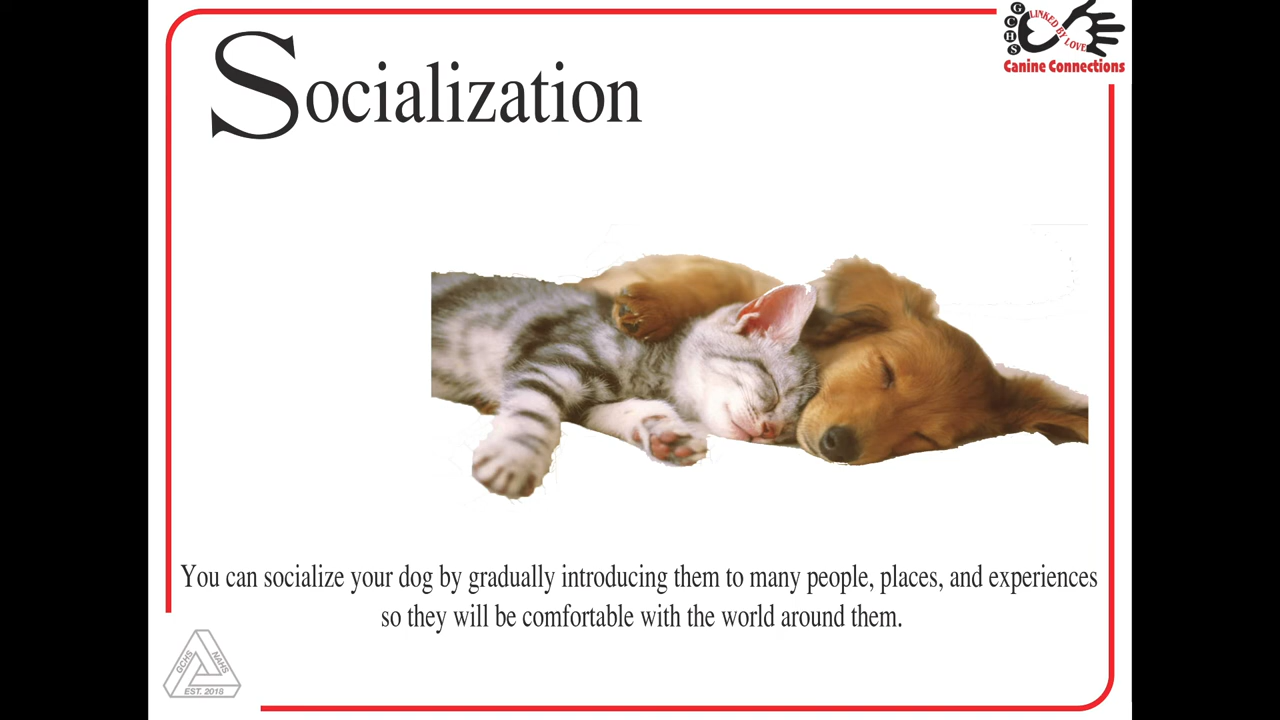 Socialization
GCHS
LINKED BY LOVE
Canine Connections
You can socialize your dog by gradually introducing them to many people, places, and experiences
so they will be comfortable with the world around them.
GCHS
NAHS
EST. 2018